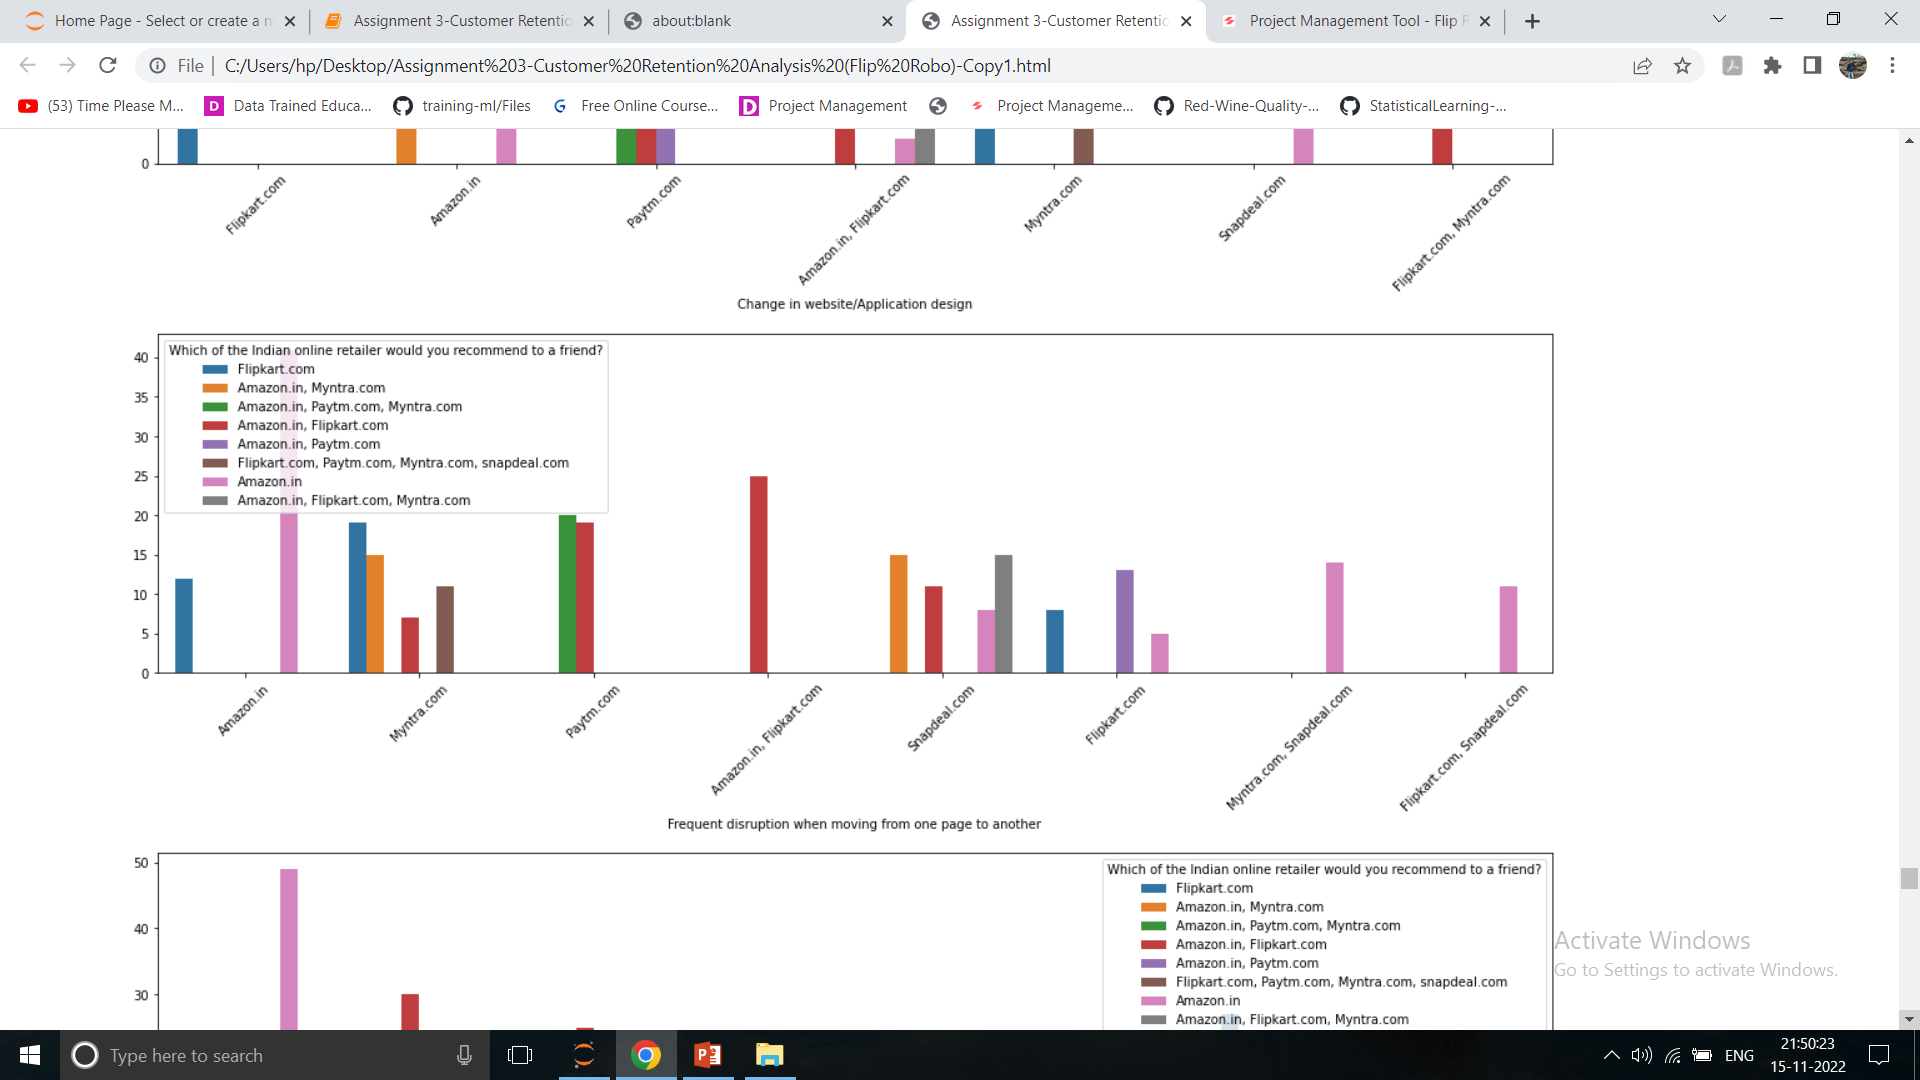 Home Page - Select or create a n
Assignment 3-Customer Retentio
about:blank
Assignment 3-Customer Retentio
Project Management Tool - Flip R
File
C:/Users/hp/Desktop/Assignment%203-Customer%20Retention%20Analysis%20(Flip%20Robo)-Copy1.html
(53) Time Please M...
Data Trained Educa...
training-ml/Files
Free Online Course...
Project Management
Project Manageme...
Red-Wine-Quality-...
StatisticalLearning-...
0
Flipkart.com
Amazon.in
Paytm.com
Amazon.in, Flipkart.com
Myntra.com
Snapdeal.com
Flipkart.com, Myntra.com
Change in website/Application design
40
35
30
25
20
15
10
5
0
Which of the Indian online retailer would you recommend to a friend?
Flipkart.com
Amazon.in, Myntra.com
Amazon.in, Paytm.com, Myntra.com
Amazon.in, Flipkart.com
Amazon.in, Paytm.com
Flipkart.com, Paytm.com, Myntra.com, snapdeal.com
Amazon.in
Amazon.in, Flipkart.com, Myntra.com
Amazon.in
Myntra.com
Paytm.com
Amazon.in, Flipkart.com
Snapdeal.com
Flipkart.com
Myntra.com, Snapdeal.com
Flipkart.com, Snapdeal.com
Frequent disruption when moving from one page to another
50
40
30
Which of the Indian online retailer would you recommend to a friend?
Flipkart.com
Amazon.in, Myntra.com
Amazon.in, Paytm.com, Myntra.com
Amazon.in, Flipkart.com
Amazon.in, Paytm.com
Flipkart.com, Paytm.com, Myntra.com, snapdeal.com
Amazon.in
Amazon.in, Flipkart.com, Myntra.com
Activate Windows
Go to Settings to activate Windows.
Type here to search
ENG
21:50:23
15-11-2022